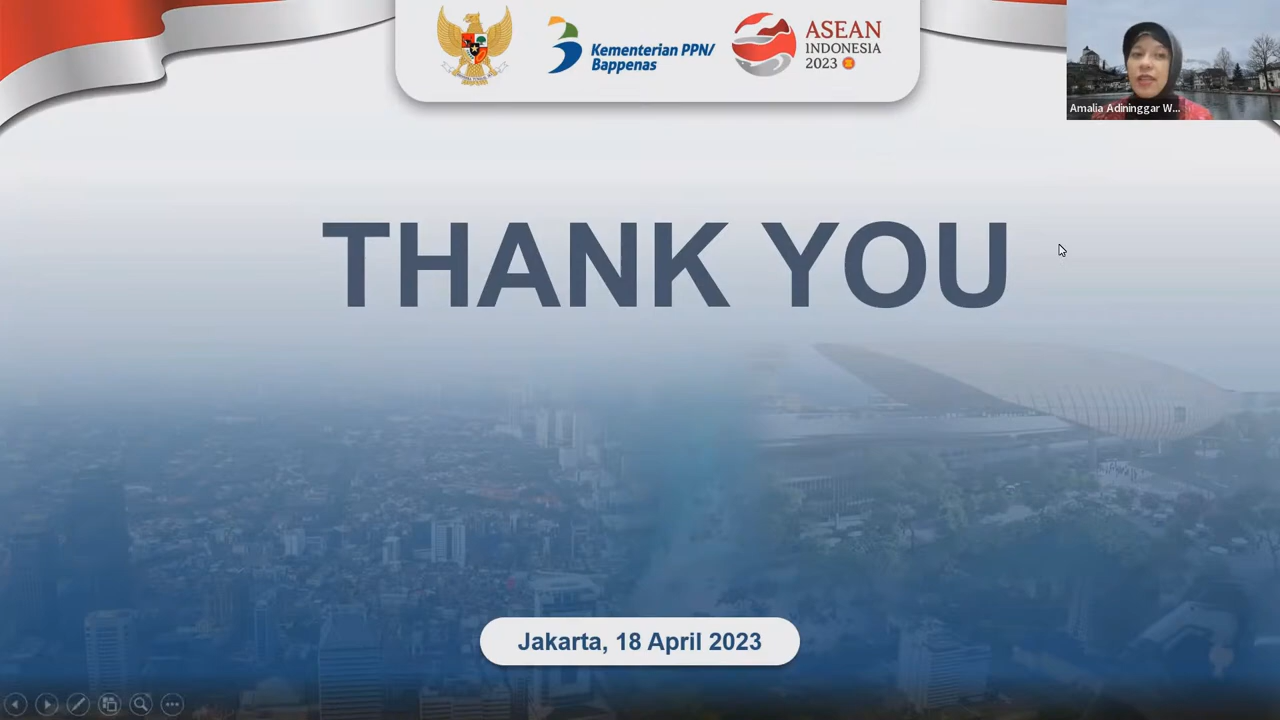 Kementerian PPN/
Bappenas
ASEAN
INDONESIA
2023
Amalia Adininggar W...
THANK YOU
Jakarta, 18 April 2023